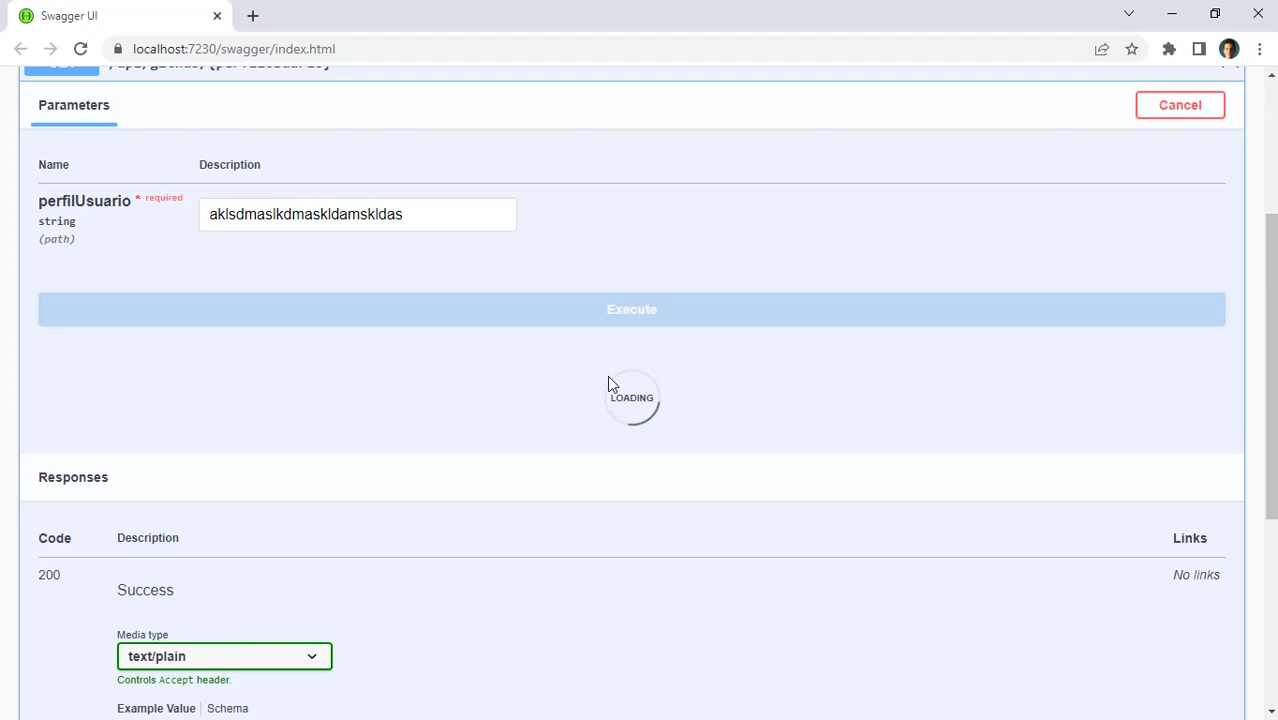 Swagger UI
localhost:7230/swagger/index.html
Parameters
Cancel
Name
Description
perfilUsuario * required
string
(path)
aklsdmaslkdmaskldamskldas
Execute
LOADING
Responses
Code
Description
Links
200
Success
No links
Media type
text/plain
Controls Accept header.
Example Value | Schema